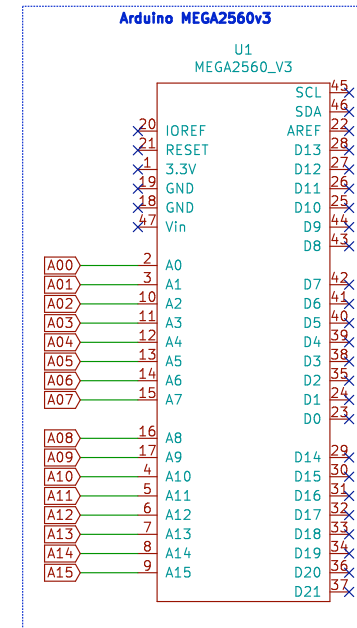 Arduino MEGA2560v3
U1
MEGA2560_V3
45 SCL
46 SDA
20 IOREF 22 AREF
21 RESET 28 D13
1 3.3V 27 D12
19 GND 26 D11
18 GND 25 D10
47 Vin 44 D9
43 D8
A00 2 A0
A01 3 A1 42 D7
A02 10 A2 41 D6
A03 11 A3 40 D5
A04 12 A4 39 D4
A05 13 A5 38 D3
A06 14 A6 35 D2
A07 15 A7 24 D1
23 D0
A08 16 A8
A09 17 A9 29 D14
A10 4 A10 30 D15
A11 5 A11 31 D16
A12 6 A12 32 D17
A13 7 A13 33 D18
A14 8 A14 34 D19
A15 9 A15 36 D20
37 D21